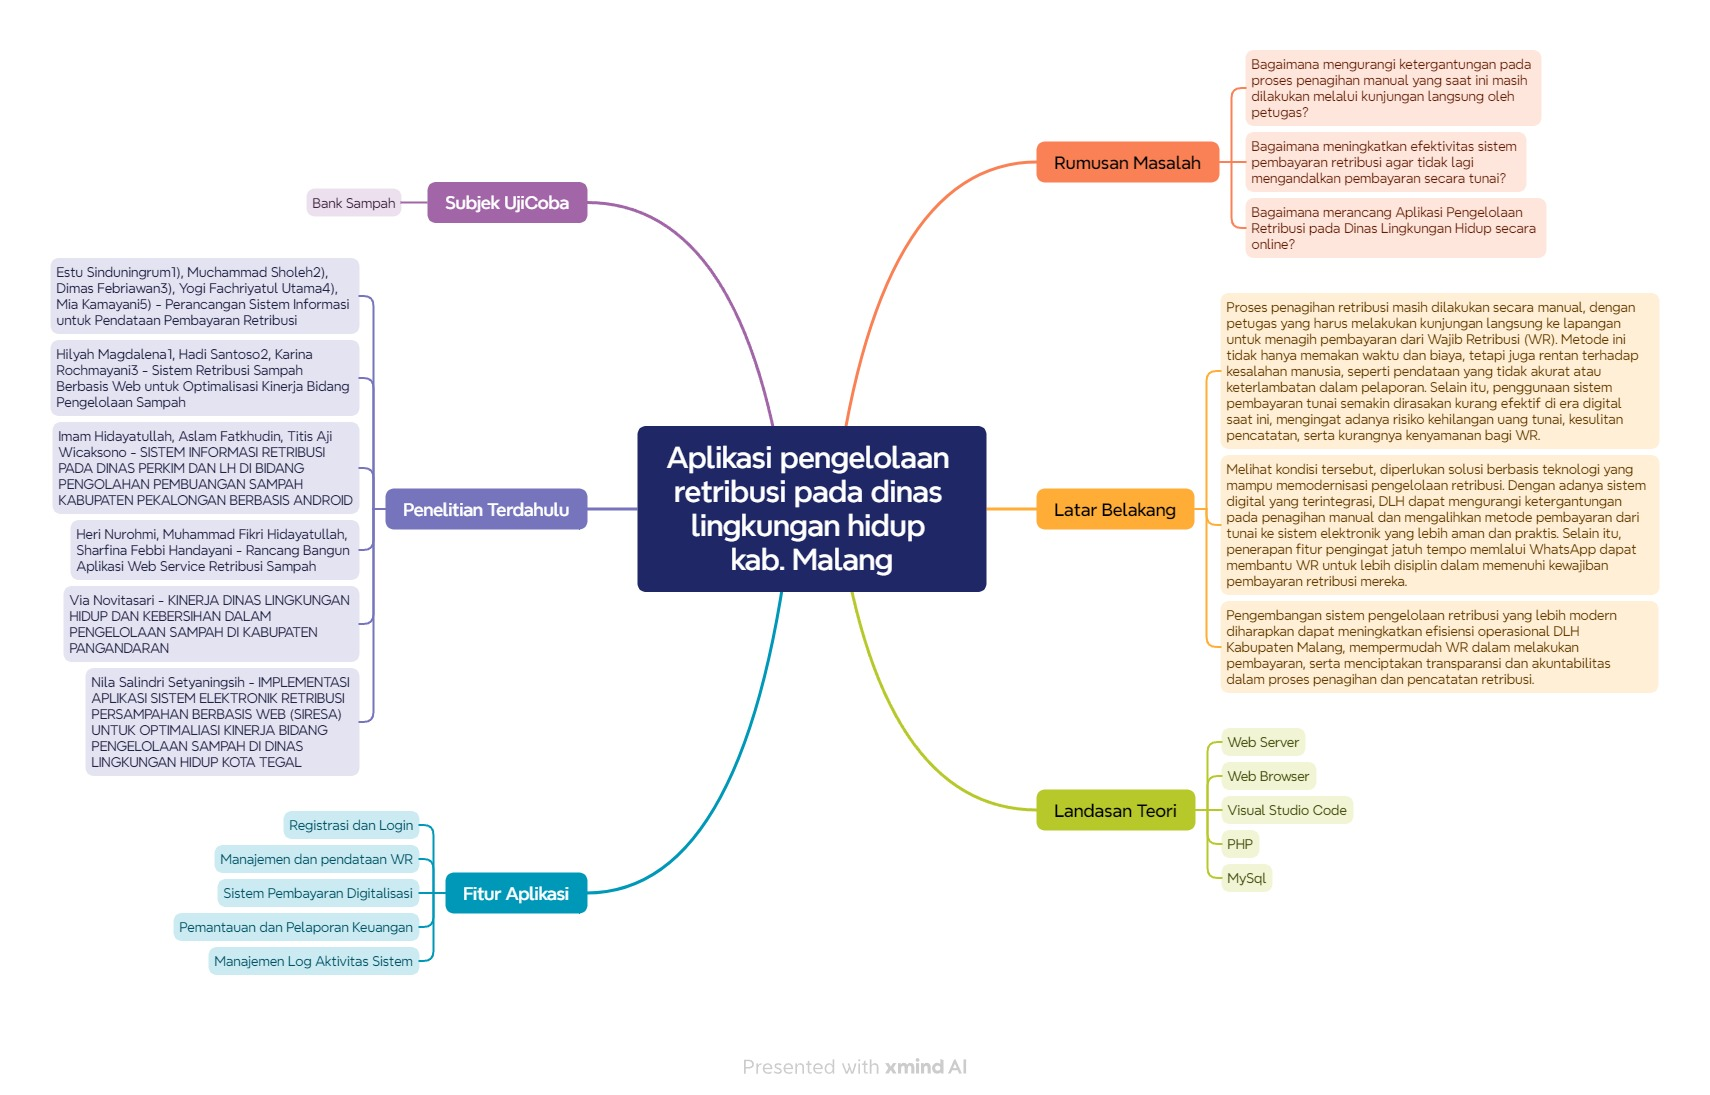 Aplikasi pengelolaan
retribusi pada dinas
lingkungan hidup
kab. Malang
Rumusan Masalah
Bagaimana mengurangi ketergantungan pada
proses penagihan manual yang saat ini masih
dilakukan melalui kunjungan langsung oleh
petugas?
Bagaimana meningkatkan efektivitas sistem
pembayaran retribusi agar tidak lagi
mengandalkan pembayaran secara tunai?
Bagaimana merancang Aplikasi Pengelolaan
Retribusi pada Dinas Lingkungan Hidup secara
online?
Latar Belakang
Proses penagihan retribusi masih dilakukan secara manual, dengan
petugas yang harus melakukan kunjungan langsung ke lapangan
untuk menagih pembayaran dari Wajib Retribusi (WR). Metode ini
tidak hanya memakan waktu dan biaya, tetapi juga rentan terhadap
kesalahan manusia, seperti pendataan yang tidak akurat atau
keterlambatan dalam pelaporan. Selain itu, penggunaan sistem
pembayaran tunai semakin dirasakan kurang efektif di era digital
saat ini, mengingat adanya risiko kehilangan uang tunai, kesulitan
pencatatan, serta kurangnya kenyamanan bagi WR.
Melihat kondisi tersebut, diperlukan solusi berbasis teknologi yang
mampu memodernisasi pengelolaan retribusi. Dengan adanya sistem
digital yang terintegrasi, DLH dapat mengurangi ketergantungan
pada penagihan manual dan mengalihkan metode pembayaran dari
tunai ke sistem elektronik yang lebih aman dan praktis. Selain itu,
penerapan fitur pengingat jatuh tempo memlalui WhatsApp dapat
membantu WR untuk lebih disiplin dalam memenuhi kewajiban
pembayaran retribusi mereka.
Pengembangan sistem pengelolaan retribusi yang lebih modern
diharapkan dapat meningkatkan efisiensi operasional DLH
Kabupaten Malang, mempermudah WR dalam melakukan
pembayaran, serta menciptakan transparansi dan akuntabilitas
dalam proses penagihan dan pencatatan retribusi.
Landasan Teori
Web Server
Web Browser
Visual Studio Code
PHP
MySql
Subjek UjiCoba
Bank Sampah
Penelitian Terdahulu
Estu Sinduningrum1), Muchammad Sholeh2),
Dimas Febriawan3), Yogi Fachriyatul Utama4),
Mia Kamayani5) - Perancangan Sistem Informasi
untuk Pendataan Pembayaran Retribusi
Hilyah Magdalena1, Hadi Santoso2, Karina
Rochmayani3 - Sistem Retribusi Sampah
Berbasis Web untuk Optimalisasi Kinerja Bidang
Pengelolaan Sampah
Imam Hidayatullah, Aslam Fatkhudin, Titis Aji
Wicaksono - SISTEM INFORMASI RETRIBUSI
PADA DINAS PERKIM DAN LH DI BIDANG
PENGOLAHAN PEMBUANGAN SAMPAH
KABUPATEN PEKALONGAN BERBASIS ANDROID
Heri Nurohmi, Muhammad Fikri Hidayatullah,
Sharfina Febbi Handayani - Rancang Bangun
Aplikasi Web Service Retribusi Sampah
Via Novitasari - KINERJA DINAS LINGKUNGAN
HIDUP DAN KEBERSIHAN DALAM
PENGELOLAAN SAMPAH DI KABUPATEN
PANGANDARAN
Nila Salindri Setyaningsih - IMPLEMENTASI
APLIKASI SISTEM ELEKTRONIK RETRIBUSI
PERSAMPAHAN BERBASIS WEB (SIRESA)
UNTUK OPTIMALIASI KINERJA BIDANG
PENGELOLAAN SAMPAH DI DINAS
LINGKUNGAN HIDUP KOTA TEGAL
Fitur Aplikasi
Registrasi dan Login
Manajemen dan pendataan WR
Sistem Pembayaran Digitalisasi
Pemantauan dan Pelaporan Keuangan
Manajemen Log Aktivitas Sistem
Presented with xmind AI